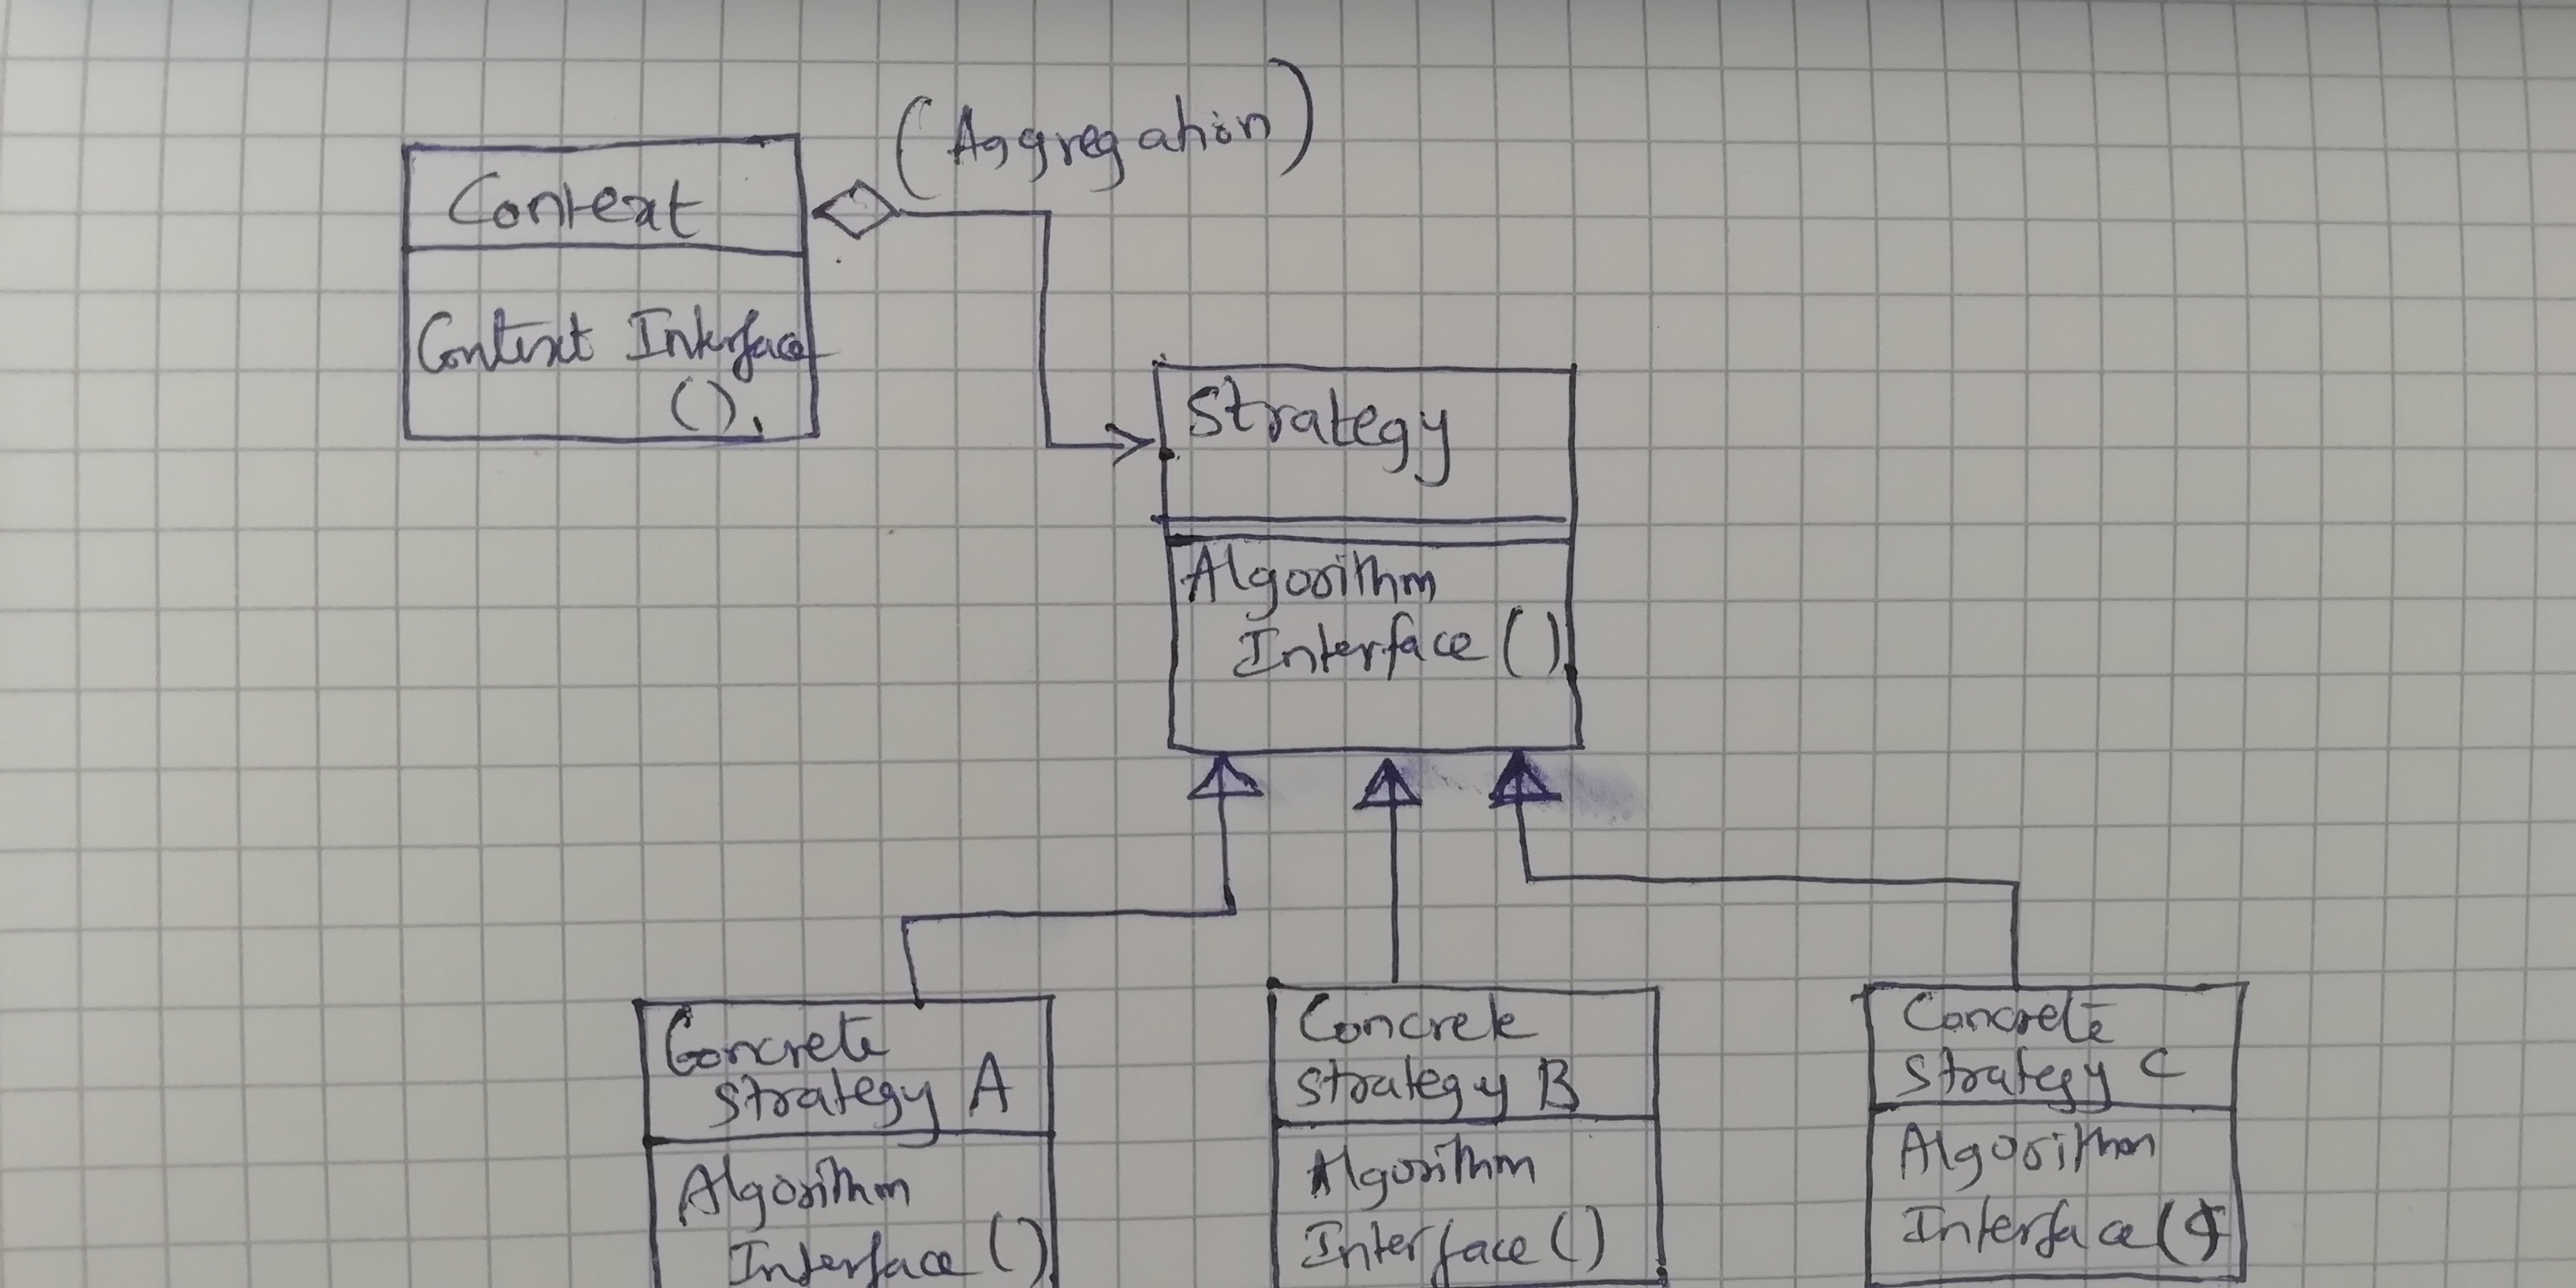 (Aggregation)
Context
Context Interface
().
Strategy
Algorithm
Interface ()
Concrete
Strategy A
Algorithm
Interface ()
Concrete
Strategy B
Algorithm
Interface ()
Concrete
Strategy C
Algorithm
Interface ()